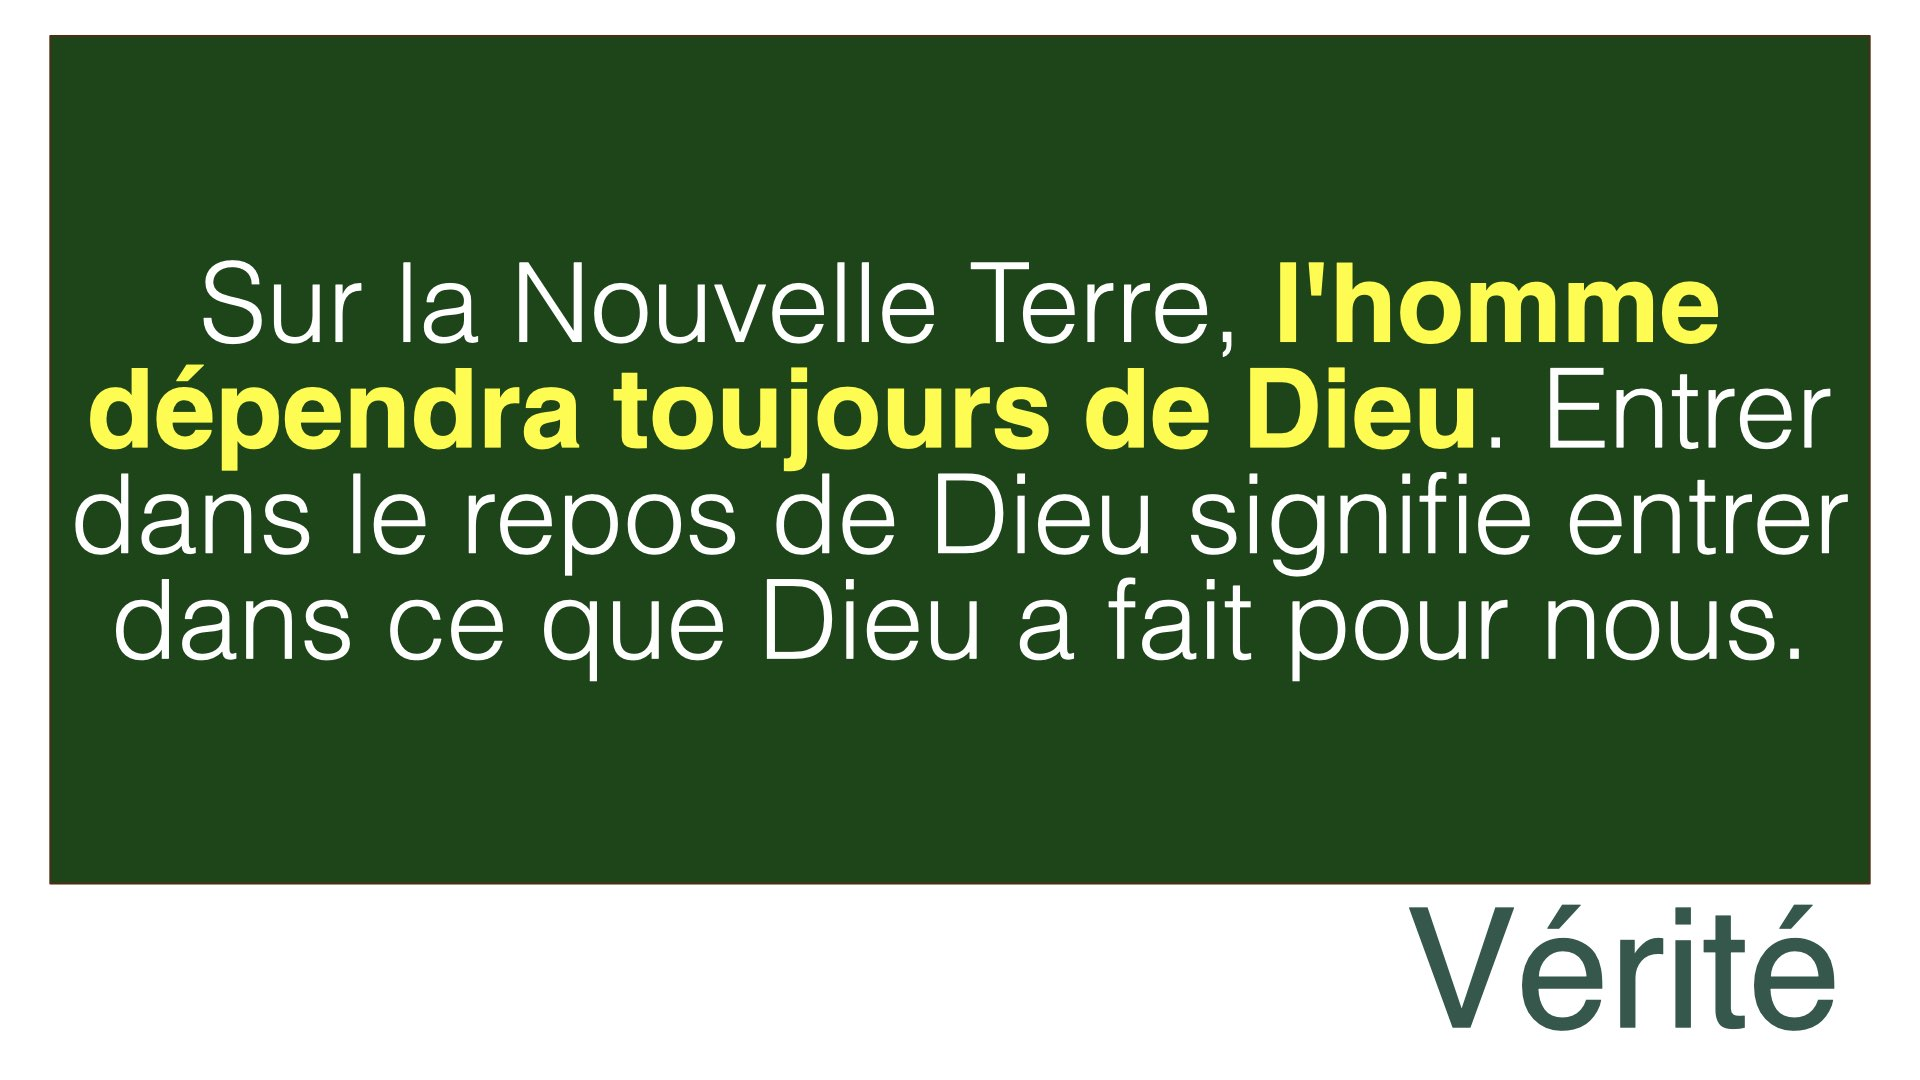 Sur la Nouvelle Terre, l'homme
dépendra toujours de Dieu. Entrer
dans le repos de Dieu signifie entrer
dans ce que Dieu a fait pour nous.
Vérité